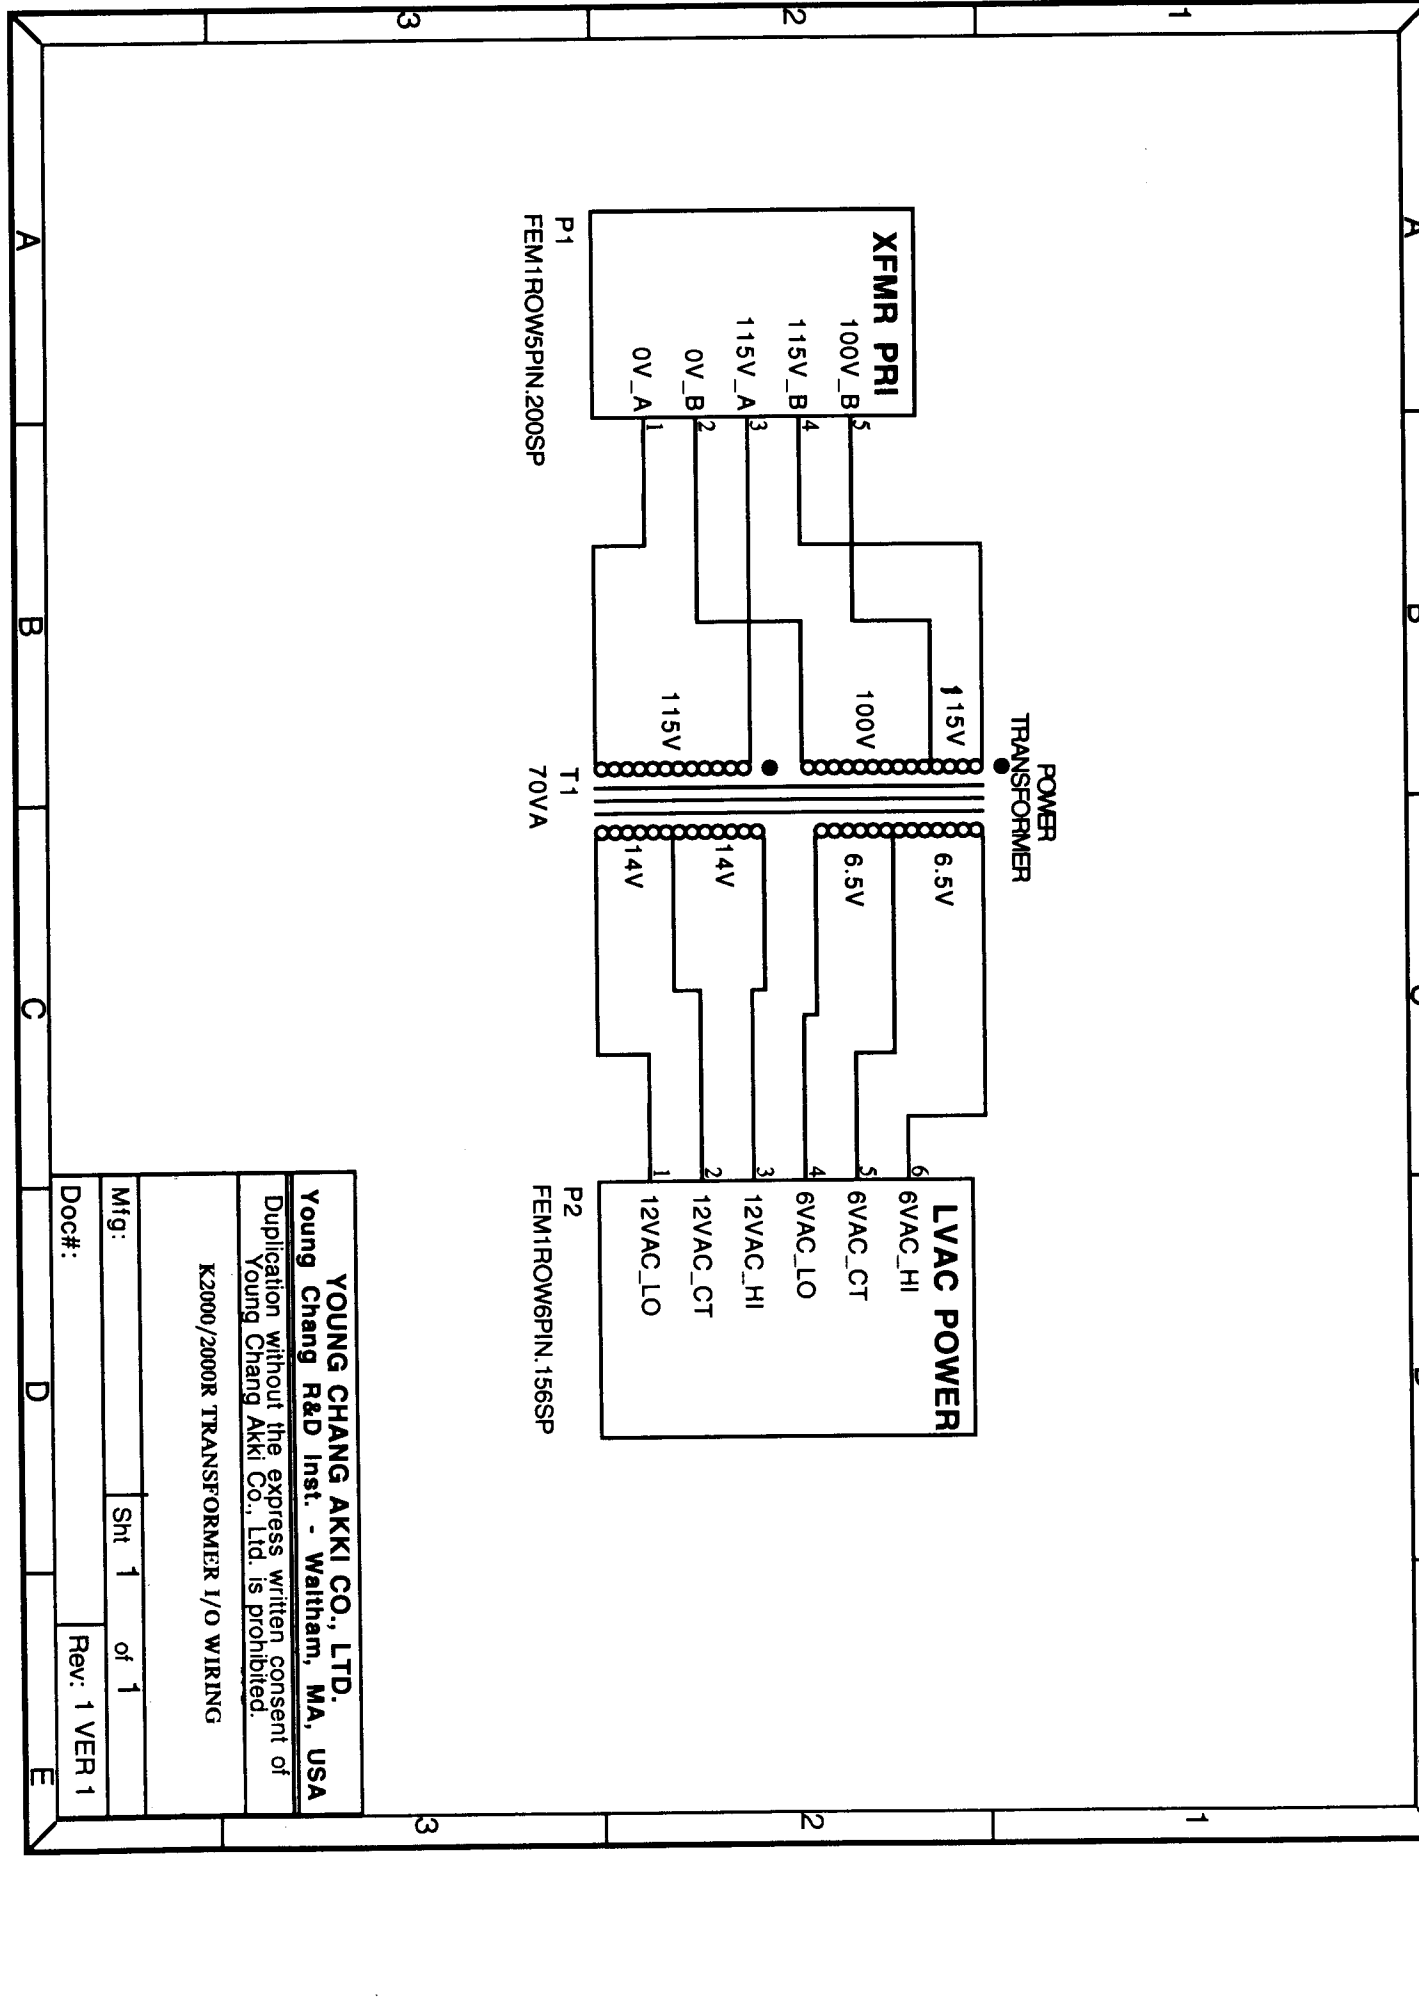 1
2
3
A
B
C
D
E
A
POWER
TRANSFORMER
XFMR PRI
100V_B
5
115V_B
4
115V_A
3
0V_B
2
0V_A
1
P1
FEM1ROW5PIN.200SP
115V
100V
115V
T1
70VA
6.5V
6.5V
14V
14V
LVAC POWER
6
6VAC_HI
5
6VAC_CT
4
6VAC_LO
3
12VAC_HI
2
12VAC_CT
1
12VAC_LO
P2
FEM1ROW6PIN.156SP
1
2
3
YOUNG CHANG AKKI CO., LTD.
Young Chang R&D Inst. - Waltham, MA, USA
Duplication without the express written consent of
Young Chang Akki Co., Ltd. is prohibited.
K2000/2000R TRANSFORMER I/O WIRING
Mfg:
Sht 1 of 1
Doc#:
Rev: 1 VER 1